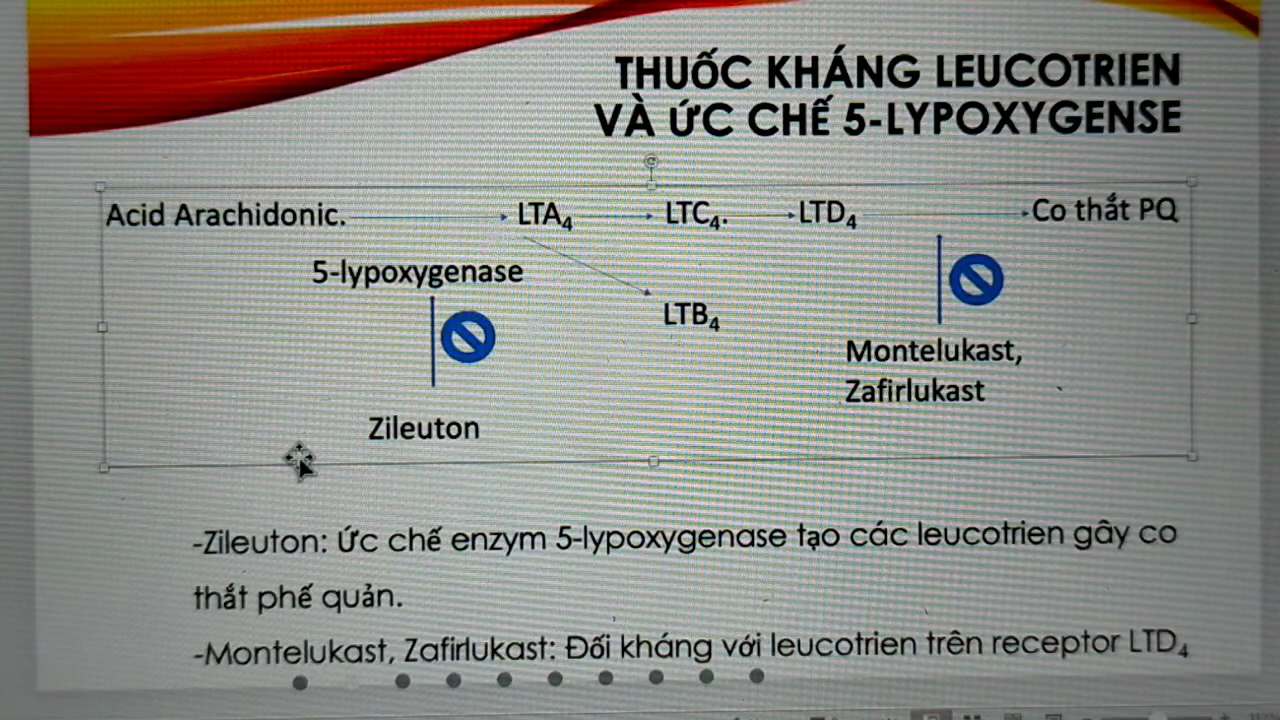 THUỐC KHÁNG LEUCOTRIEN
VÀ ỨC CHẾ 5-LYPOXYGENSE
Acid Arachidonic. LTA4 LTC4. LTD4 Co thắt PQ
5-lypoxygenase
LTB4
Montelukast,
Zafirlukast
Zileuton
-Zileuton: Ức chế enzym 5-lypoxygenase tạo các leucotrien gây co
thắt phế quản.
-Montelukast, Zafirlukast: Đối kháng với leucotrien trên receptor LTD4